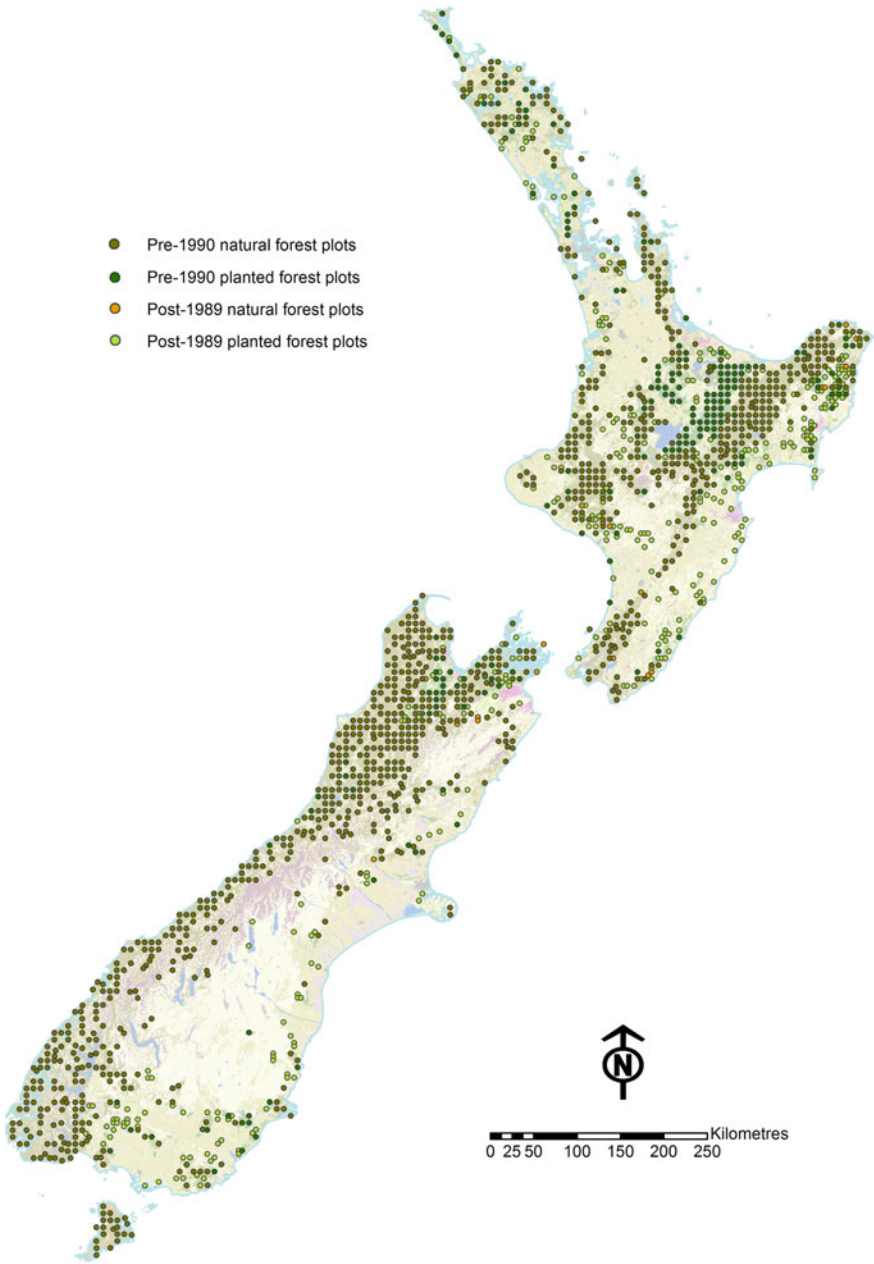 Pre-1990 natural forest plots
Pre-1990 planted forest plots
Post-1989 natural forest plots
Post-1989 planted forest plots
N
Kilometres
0 25 50 100 150 200 250